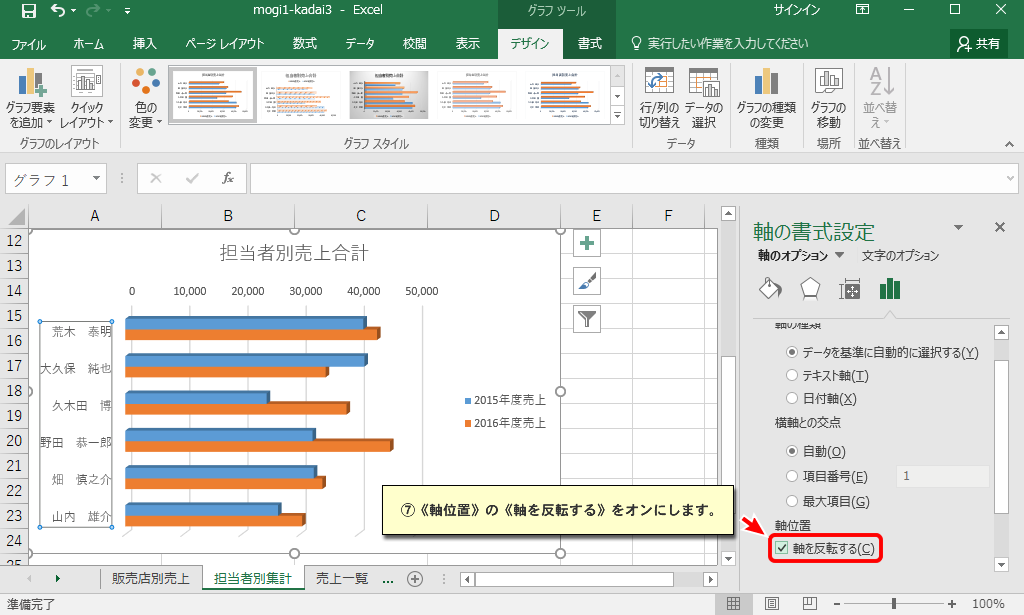 mogi1-kadai3 - Excel
グラフ ツール
サインイン
ファイル ホーム 挿入 ページ レイアウト 数式 データ 校閲 表示 デザイン 書式 実行したい作業を入力してください 共有
グラフ要素を追加
クイックレイアウト
色の変更
行/列の切り替え
データの選択
グラフの種類の変更
グラフの移動
並べ替え
グラフのレイアウト
グラフ スタイル
データ
種類
場所
並べ替え
グラフ 1
fx
A B C D E F
12
13
14
15
16
17
18
19
20
21
22
23
24
25
担当者別売上合計
0 10,000 20,000 30,000 40,000 50,000
荒木 泰明
大久保 純也
久木田 博
野田 恭一郎
畑 慎之介
山内 雄介
2015年度売上
2016年度売上
⑦《軸位置》の《軸を反転する》をオンにします。
軸の書式設定
軸のオプション 文字のオプション
軸の種類
データを基準に自動的に選択する(Y)
テキスト軸(T)
日付軸(X)
横軸との交点
自動(O)
項目番号(E) 1
最大項目(G)
軸位置
軸を反転する(C)
販売店別売上 担当者別集計 売上一覧 ...
準備完了
100%